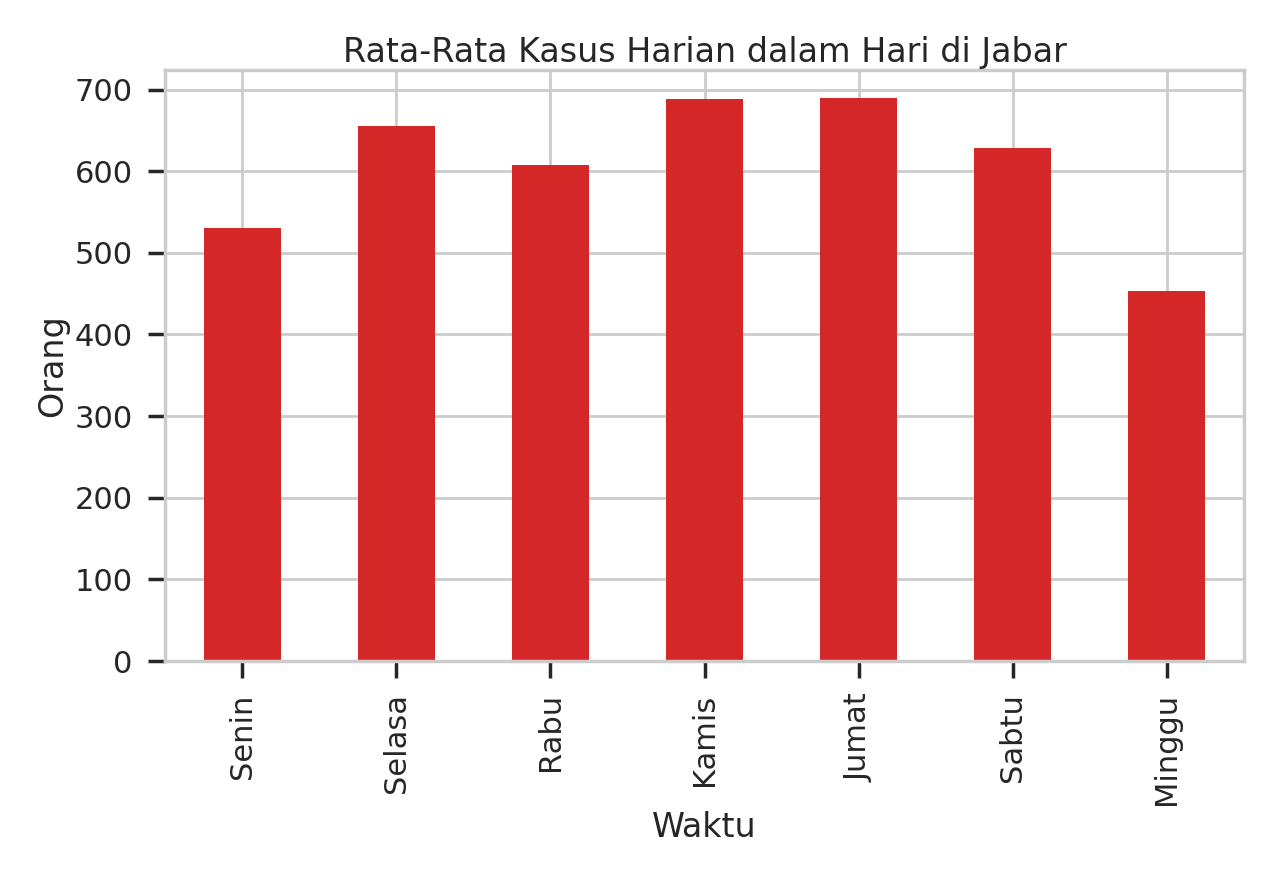 Rata-Rata Kasus Harian dalam Hari di Jabar
700
600
500
400
300
200
100
0
Orang
Senin
Selasa
Rabu
Kamis
Jumat
Sabtu
Minggu
Waktu